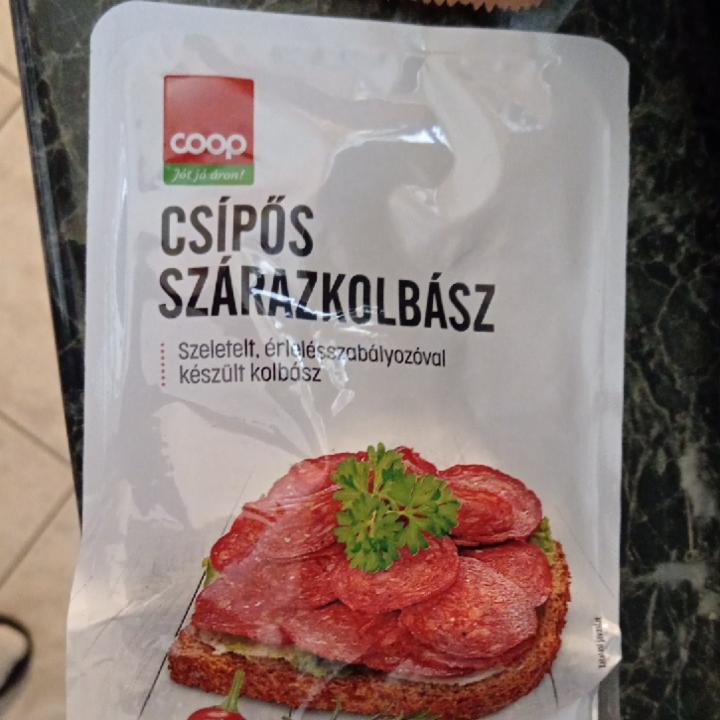 coop
Jót jó áron!
CSÍPŐS
SZÁRAZKOLBÁSZ
Szeletelt, érlelésszabályozóval
készült kolbász